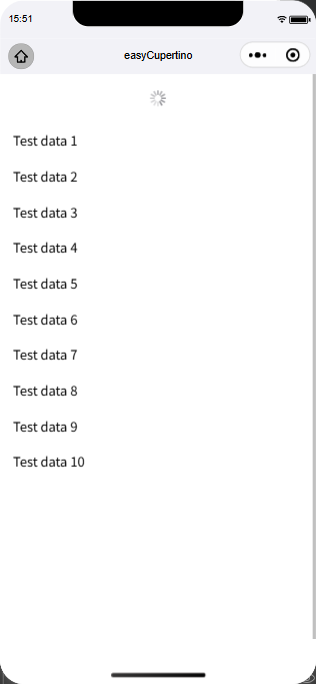 15:51
easyCupertino
Test data 1
Test data 2
Test data 3
Test data 4
Test data 5
Test data 6
Test data 7
Test data 8
Test data 9
Test data 10